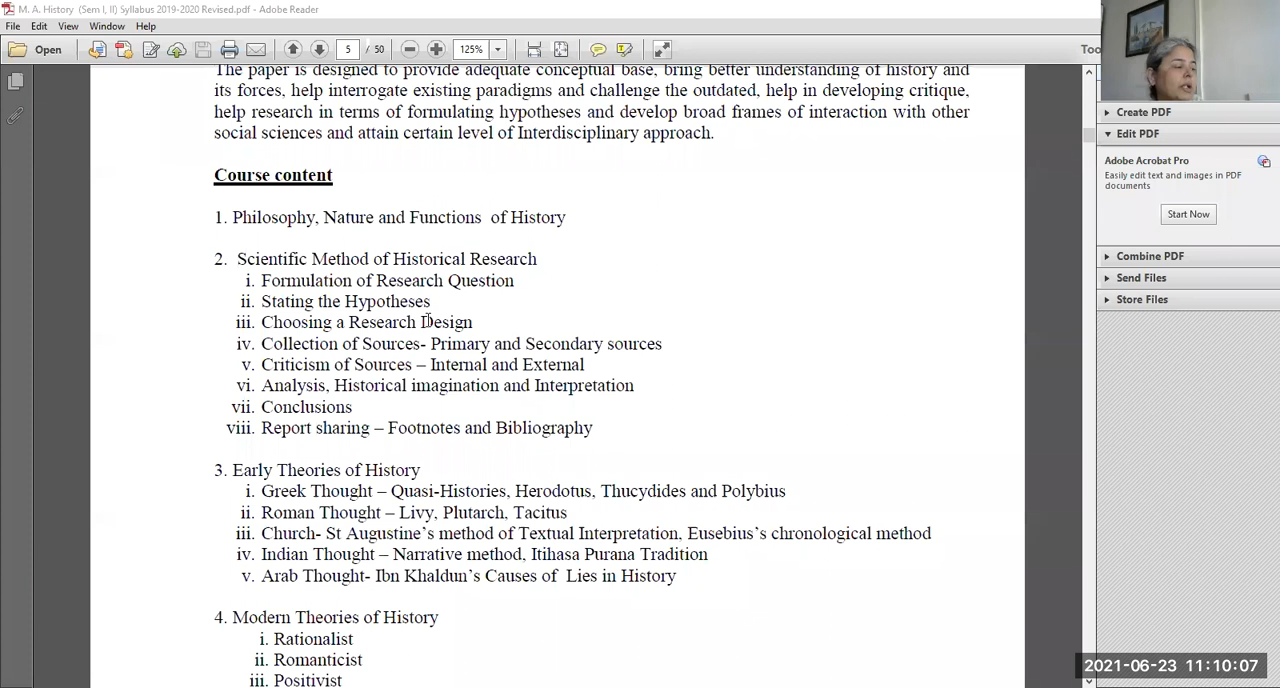 M. A. History (Sem I, II) Syllabus 2019-2020 Revised.pdf - Adobe Reader
File Edit View Window Help
Open 5 / 50 125% Too
The paper is designed to provide adequate conceptual base, bring better understanding of history and
its forces, help interrogate existing paradigms and challenge the outdated, help in developing critique,
help research in terms of formulating hypotheses and develop broad frames of interaction with other
social sciences and attain certain level of Interdisciplinary approach.
Course content
1. Philosophy, Nature and Functions of History
2. Scientific Method of Historical Research
i. Formulation of Research Question
ii. Stating the Hypotheses
iii. Choosing a Research Design
iv. Collection of Sources- Primary and Secondary sources
v. Criticism of Sources – Internal and External
vi. Analysis, Historical imagination and Interpretation
vii. Conclusions
viii. Report sharing – Footnotes and Bibliography
3. Early Theories of History
i. Greek Thought – Quasi-Histories, Herodotus, Thucydides and Polybius
ii. Roman Thought – Livy, Plutarch, Tacitus
iii. Church- St Augustine's method of Textual Interpretation, Eusebius's chronological method
iv. Indian Thought – Narrative method, Itihasa Purana Tradition
v. Arab Thought- Ibn Khaldun's Causes of Lies in History
4. Modern Theories of History
i. Rationalist
ii. Romanticist
iii. Positivist
Create PDF
Edit PDF
Adobe Acrobat Pro
Easily edit text and images in PDF
documents
Start Now
Combine PDF
Send Files
Store Files
2021-06-23 11:10:07